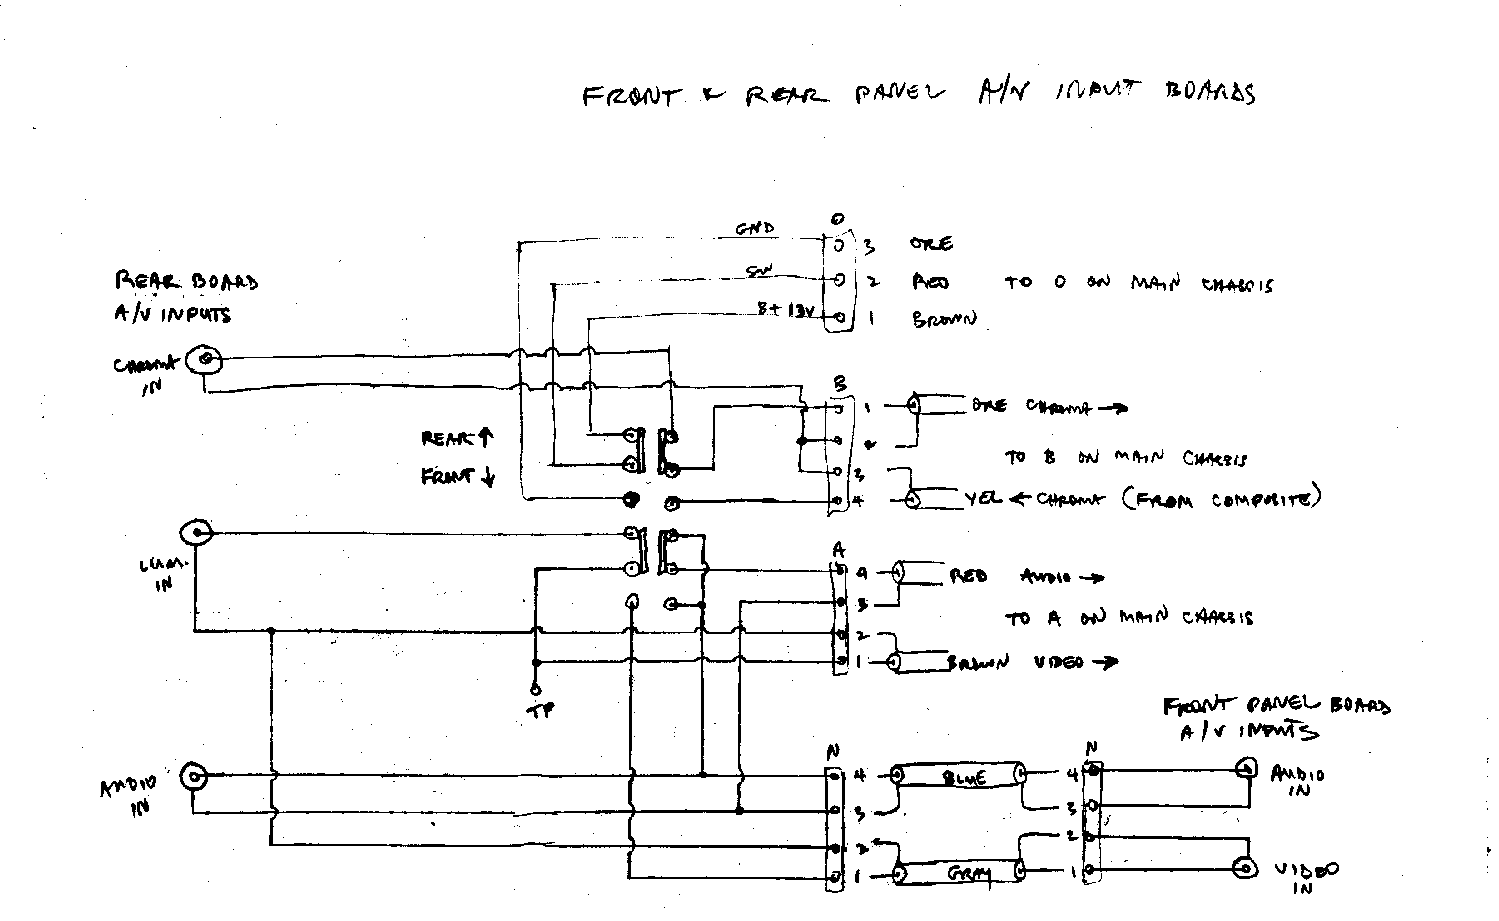 FRONT & REAR PANEL A/V INPUT BOARDS
O
GND 3 ORE
SW 2 RED TO O ON MAIN CHASSIS
B+ 13V 1 BROWN
REAR BOARD
A/V INPUTS
CHROMA
IN
B
1 ORE CHROMA →
2
TO B ON MAIN CHASSIS
3
4 YEL ← CHROMA (FROM COMPOSITE)
REAR ↑
FRONT ↓
LUM.
IN
A
4 RED AUDIO →
3
TO A ON MAIN CHASSIS
2
1 BROWN VIDEO →
TP
FRONT PANEL BOARD
A/V INPUTS
AUDIO
IN
N
4 BLUE 4
3 3
2 2
1 GRAY 1
N
AUDIO
IN
VIDEO
IN